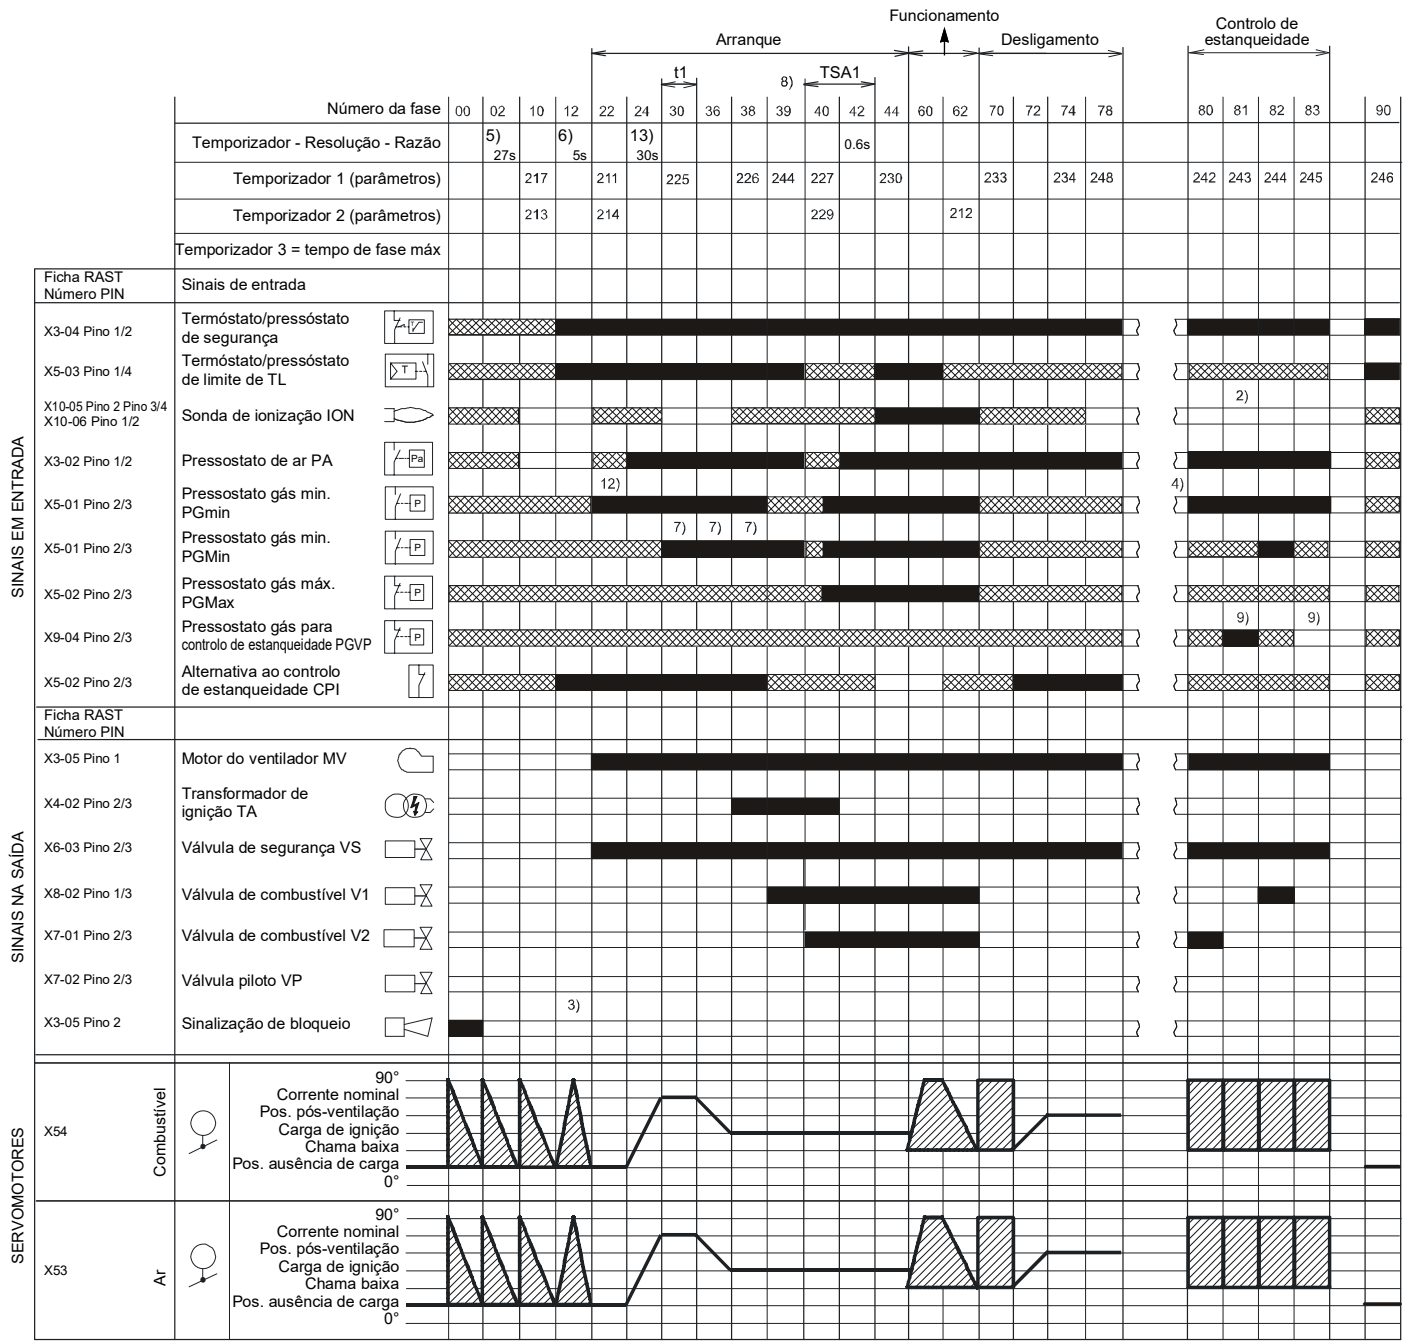 Funcionamento
Arranque
Desligamento
Controlo de
estanqueidade
t1
8)
TSA1
Número da fase 00 02 10 12 22 24 30 36 38 39 40 42 44 60 62 70 72 74 78 80 81 82 83 90
Temporizador - Resolução - Razão 5) 27s 6) 5s 13) 30s 0.6s
Temporizador 1 (parâmetros) 217 211 225 226 244 227 230 233 234 248 242 243 244 245 246
Temporizador 2 (parâmetros) 213 214 229 212
Temporizador 3 = tempo de fase máx
Ficha RAST
Número PIN
Sinais de entrada
SINAIS EM ENTRADA
X3-04 Pino 1/2
Termóstato/pressóstato
de segurança
X5-03 Pino 1/4
Termóstato/pressóstato
de limite de TL
T
2)
X10-05 Pino 2 Pino 3/4
X10-06 Pino 1/2
Sonda de ionização ION
X3-02 Pino 1/2
Pressostato de ar PA
Pa
12)
4)
X5-01 Pino 2/3
Pressostato gás min.
PGmin
P
7) 7) 7)
X5-01 Pino 2/3
Pressostato gás min.
PGMin
P
X5-02 Pino 2/3
Pressostato gás máx.
PGMax
P
9) 9)
X9-04 Pino 2/3
Pressostato gás para
controlo de estanqueidade PGVP
P
X5-02 Pino 2/3
Alternativa ao controlo
de estanqueidade CPI
Ficha RAST
Número PIN
SINAIS NA SAÍDA
X3-05 Pino 1
Motor do ventilador MV
X4-02 Pino 2/3
Transformador de
ignição TA
X6-03 Pino 2/3
Válvula de segurança VS
X8-02 Pino 1/3
Válvula de combustível V1
X7-01 Pino 2/3
Válvula de combustível V2
X7-02 Pino 2/3
Válvula piloto VP
3)
X3-05 Pino 2
Sinalização de bloqueio
SERVOMOTORES
X54
Combustível
90°
Corrente nominal
Pos. pós-ventilação
Carga de ignição
Chama baixa
Pos. ausência de carga
0°
X53
Ar
90°
Corrente nominal
Pos. pós-ventilação
Carga de ignição
Chama baixa
Pos. ausência de carga
0°